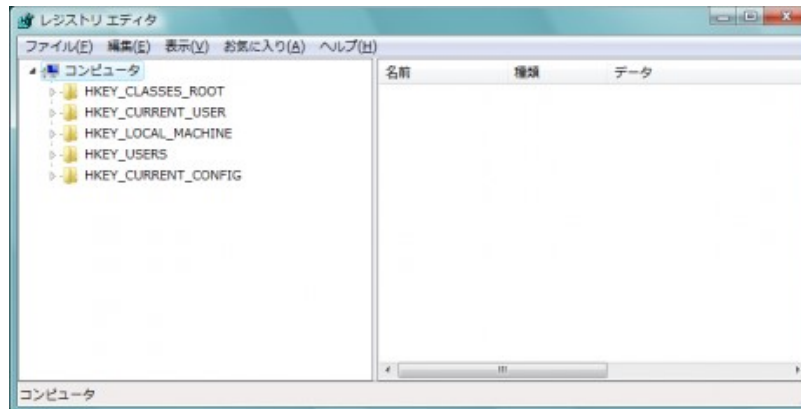 レジストリ エディタ
ファイル(F) 編集(E) 表示(V) お気に入り(A) ヘルプ(H)
コンピュータ
HKEY_CLASSES_ROOT
HKEY_CURRENT_USER
HKEY_LOCAL_MACHINE
HKEY_USERS
HKEY_CURRENT_CONFIG
名前 種類 データ
コンピュータ